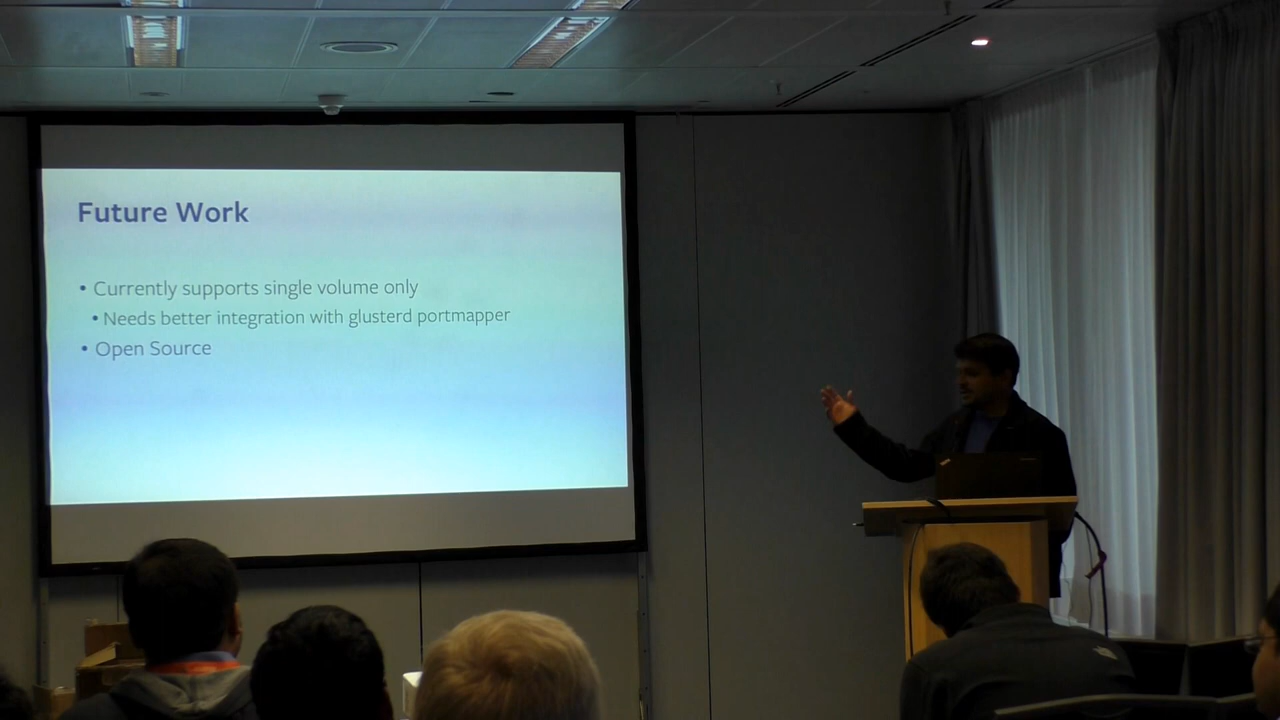 Future Work
• Currently supports single volume only
• Needs better integration with glusterd portmapper
• Open Source